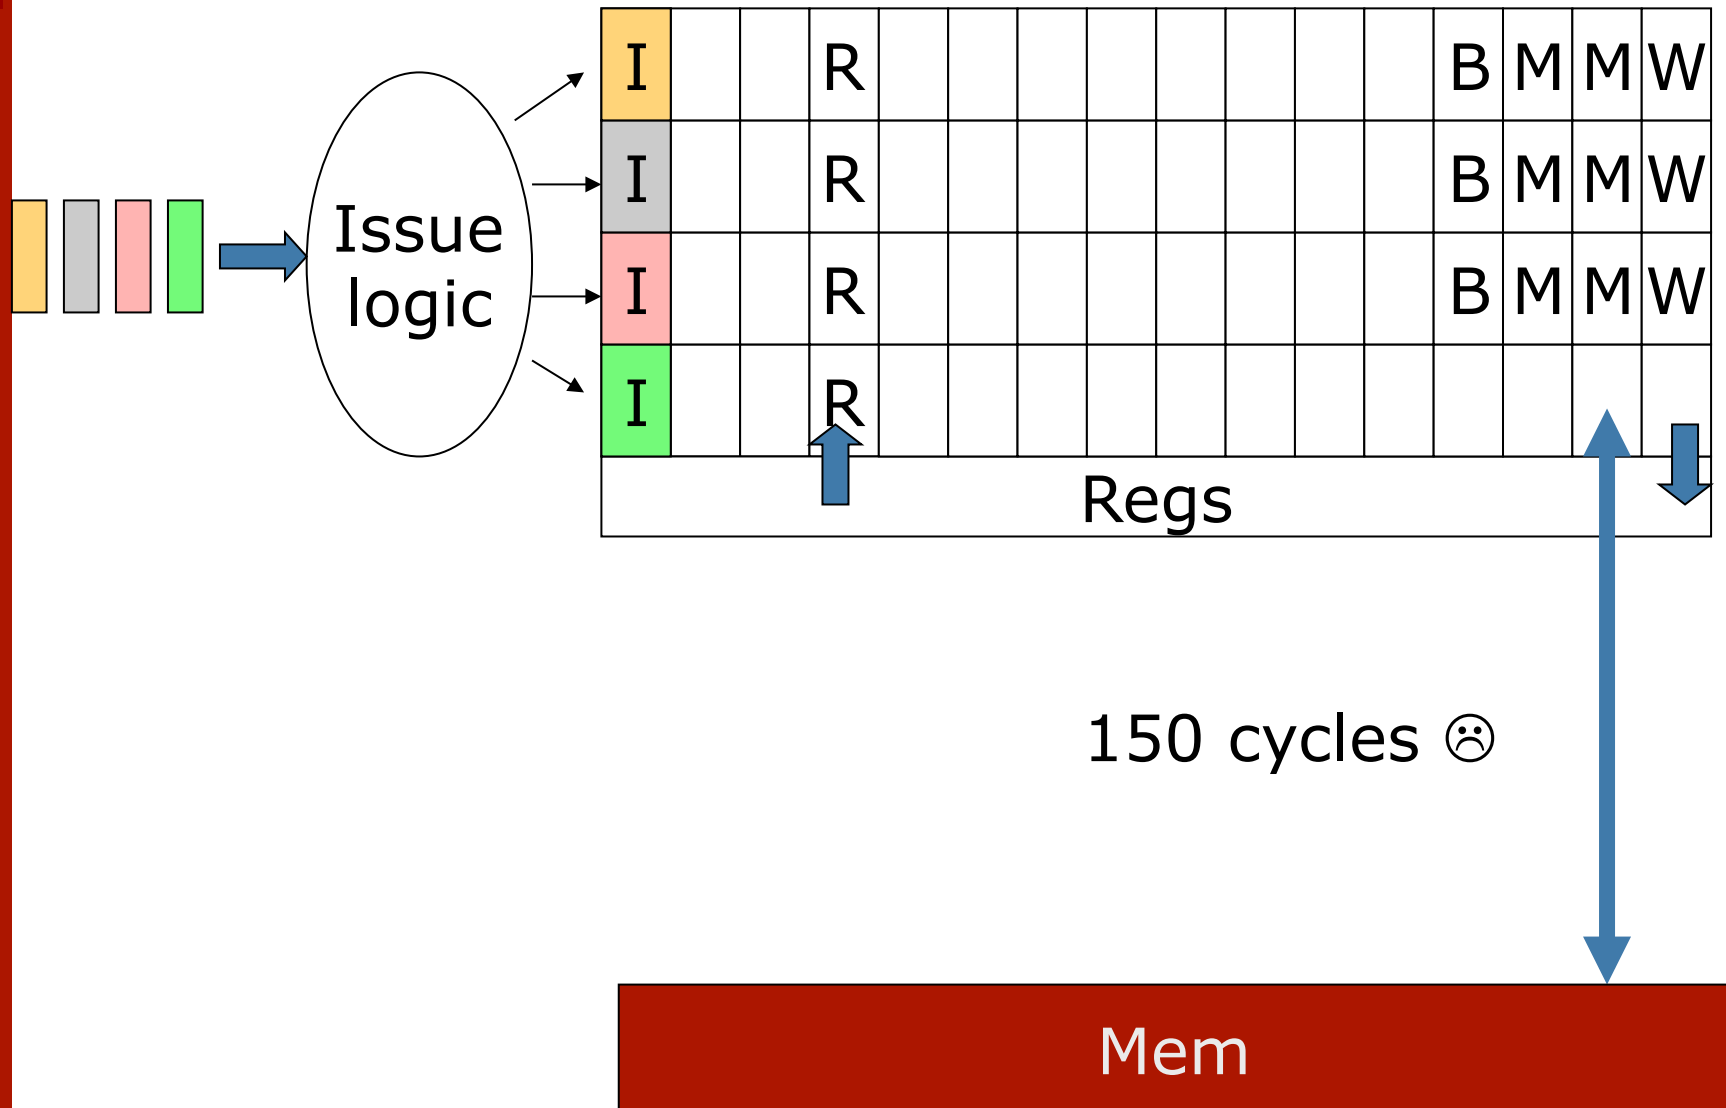 I R B M M W
I R B M M W
Issue
logic
I R B M M W
I R
Regs
150 cycles ☹
Mem